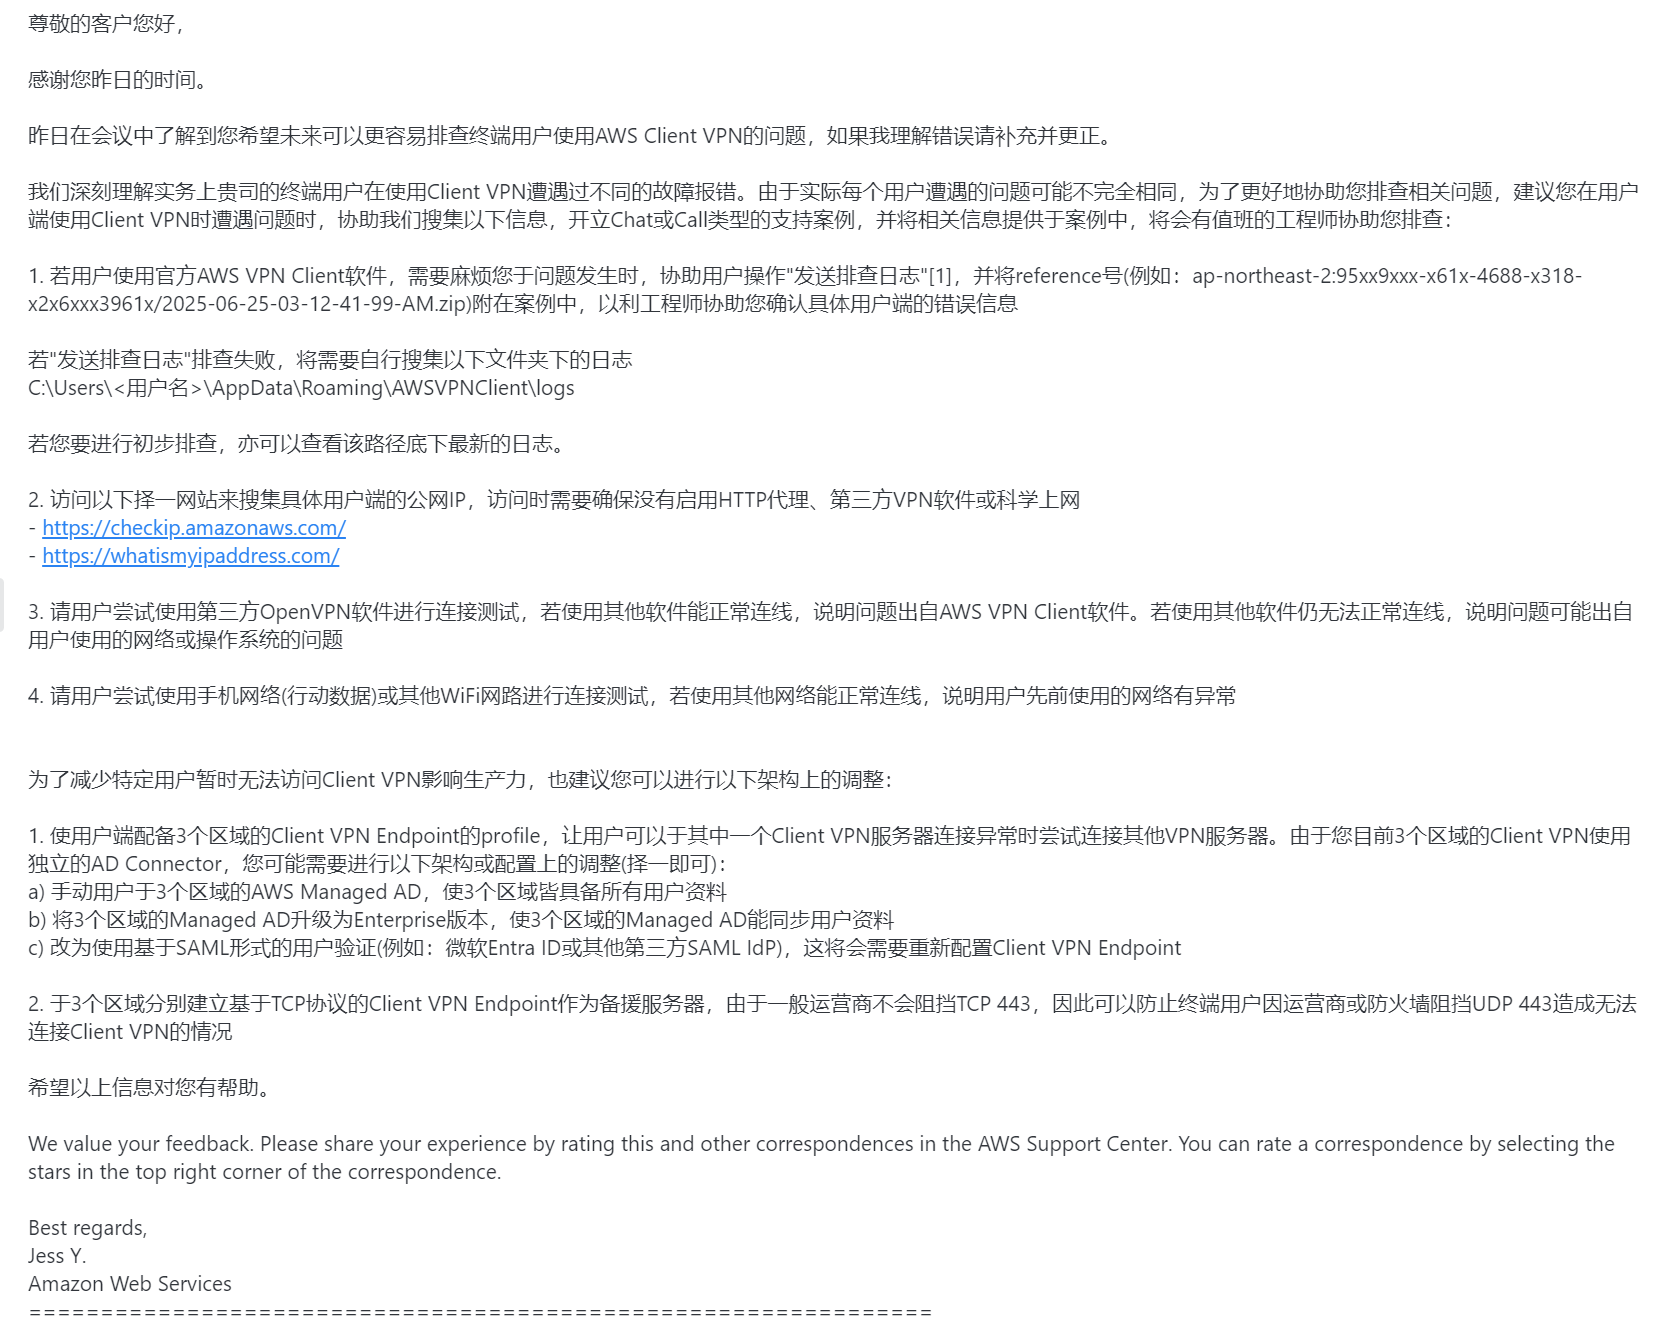 尊敬的客户您好，
感谢您昨日的时间。
昨日在会议中了解到您希望未来可以更容易排查终端用户使用AWS Client VPN的问题，如果我理解错误请补充并更正。
我们深刻理解实务上贵司的终端用户在使用Client VPN遭遇过不同的故障报错。由于实际每个用户遭遇的问题可能不完全相同，为了更好地协助您排查相关问题，建议您在用户
端使用Client VPN时遭遇问题时，协助我们搜集以下信息，开立Chat或Call类型的支持案例，并将相关信息提供于案例中，将会有值班的工程师协助您排查：
1. 若用户使用官方AWS VPN Client软件，需要麻烦您于问题发生时，协助用户操作"发送排查日志"[1]，并将reference号(例如：ap-northeast-2:95xx9xxx-x61x-4688-x318-
x2x6xxx3961x/2025-06-25-03-12-41-99-AM.zip)附在案例中，以利工程师协助您确认具体用户端的错误信息
若"发送排查日志"排查失败，将需要自行搜集以下文件夹下的日志
C:\Users\<用户名>\AppData\Roaming\AWSVPNClient\logs
若您要进行初步排查，亦可以查看该路径底下最新的日志。
2. 访问以下择一网站来搜集具体用户端的公网IP，访问时需要确保没有启用HTTP代理、第三方VPN软件或科学上网
- https://checkip.amazonaws.com/
- https://whatismyipaddress.com/
3. 请用户尝试使用第三方OpenVPN软件进行连接测试，若使用其他软件能正常连线，说明问题出自AWS VPN Client软件。若使用其他软件仍无法正常连线，说明问题可能出自
用户使用的网络或操作系统的问题
4. 请用户尝试使用手机网络(行动数据)或其他WiFi网路进行连接测试，若使用其他网络能正常连线，说明用户先前使用的网络有异常
为了减少特定用户暂时无法访问Client VPN影响生产力，也建议您可以进行以下架构上的调整：
1. 使用户端配备3个区域的Client VPN Endpoint的profile，让用户可以于其中一个Client VPN服务器连接异常时尝试连接其他VPN服务器。由于您目前3个区域的Client VPN使用
独立的AD Connector，您可能需要进行以下架构或配置上的调整(择一即可)：
a) 手动用户于3个区域的AWS Managed AD，使3个区域皆具备所有用户资料
b) 将3个区域的Managed AD升级为Enterprise版本，使3个区域的Managed AD能同步用户资料
c) 改为使用基于SAML形式的用户验证(例如：微软Entra ID或其他第三方SAML IdP)，这将会需要重新配置Client VPN Endpoint
2. 于3个区域分别建立基于TCP协议的Client VPN Endpoint作为备援服务器，由于一般运营商不会阻挡TCP 443，因此可以防止终端用户因运营商或防火墙阻挡UDP 443造成无法
连接Client VPN的情况
希望以上信息对您有帮助。
We value your feedback. Please share your experience by rating this and other correspondences in the AWS Support Center. You can rate a correspondence by selecting the
stars in the top right corner of the correspondence.
Best regards,
Jess Y.
Amazon Web Services
================================================================